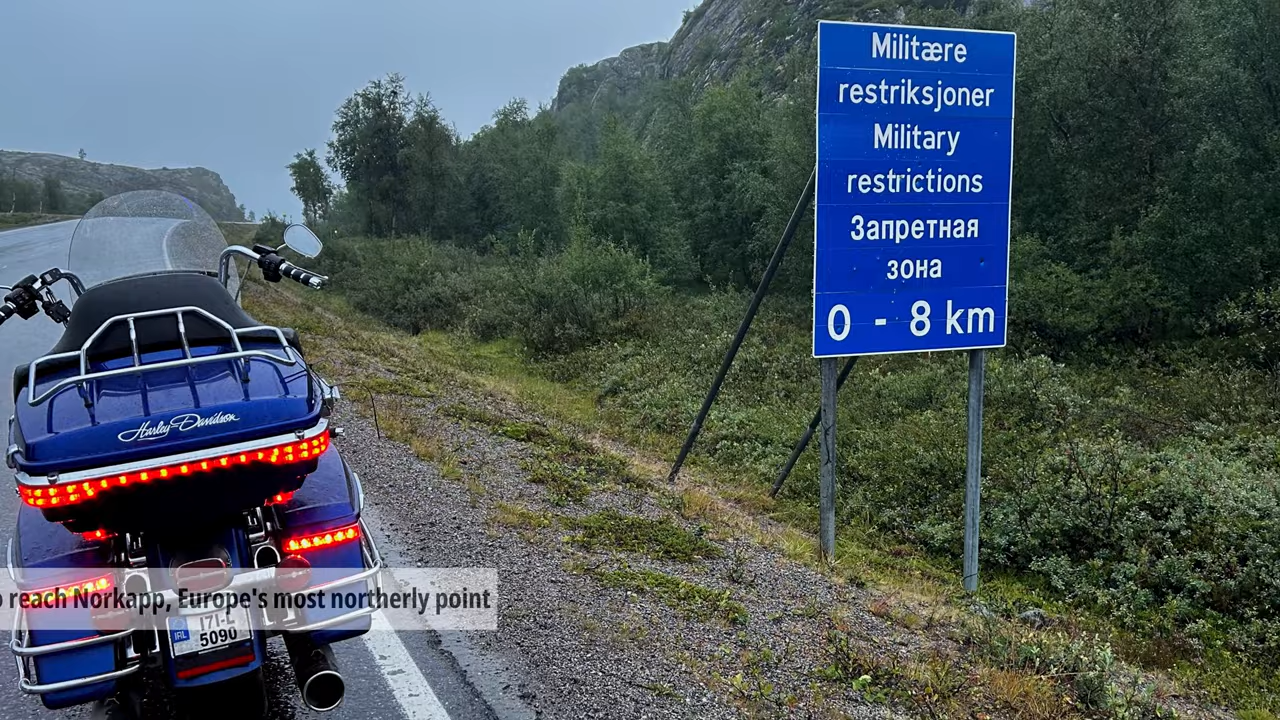 Militære
restriksjoner
Military
restrictions
Запретная
зона
0 - 8 km
Harley-Davidson
reach Norkapp, Europe's most northerly point
171-L
IRL
5090